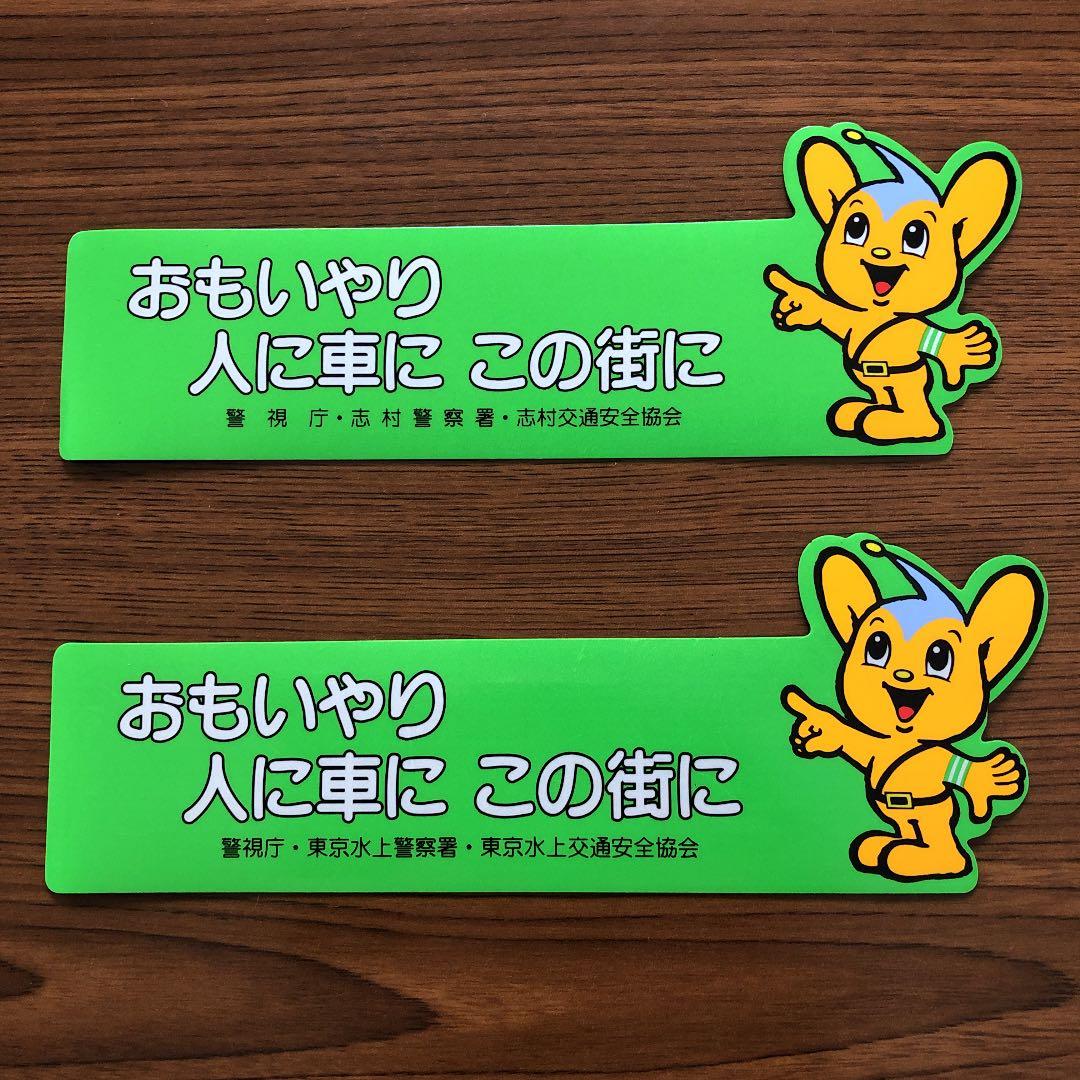 おもいやり
人に車に この街に
警視庁・志村警察署・志村交通安全協会
おもいやり
人に車に この街に
警視庁・東京水上警察署・東京水上交通安全協会